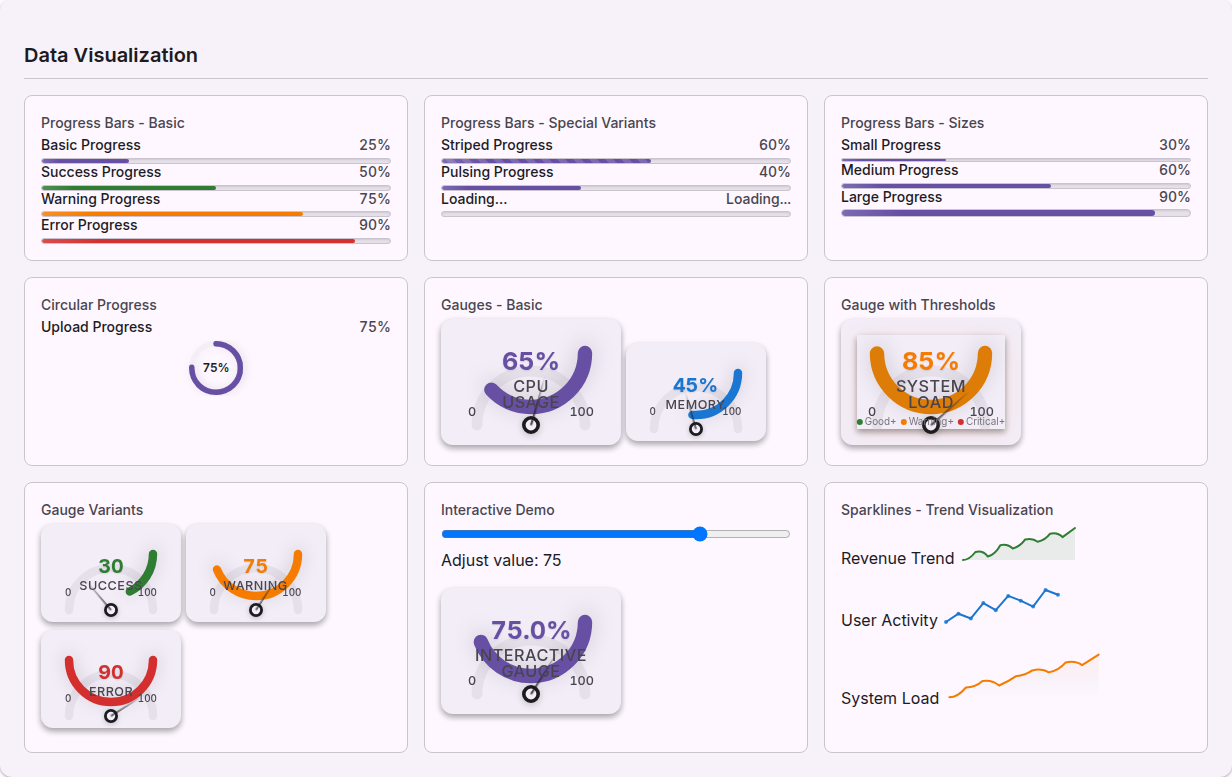 Data Visualization
Progress Bars - Basic
Basic Progress 25%
Success Progress 50%
Warning Progress 75%
Error Progress 90%
Progress Bars - Special Variants
Striped Progress 60%
Pulsing Progress 40%
Loading... Loading...
Progress Bars - Sizes
Small Progress 30%
Medium Progress 60%
Large Progress 90%
Circular Progress
Upload Progress 75%
75%
Gauges - Basic
65%
CPU
USAGE
0 100
45%
MEMORY
0 100
Gauge with Thresholds
85%
SYSTEM
LOAD
0 100
Good+ Warning+ Critical+
Gauge Variants
30
SUCCESS
0 100
75
WARNING
0 100
90
ERROR
0 100
Interactive Demo
Adjust value: 75
75.0%
INTERACTIVE
GAUGE
0 100
Sparklines - Trend Visualization
Revenue Trend
User Activity
System Load